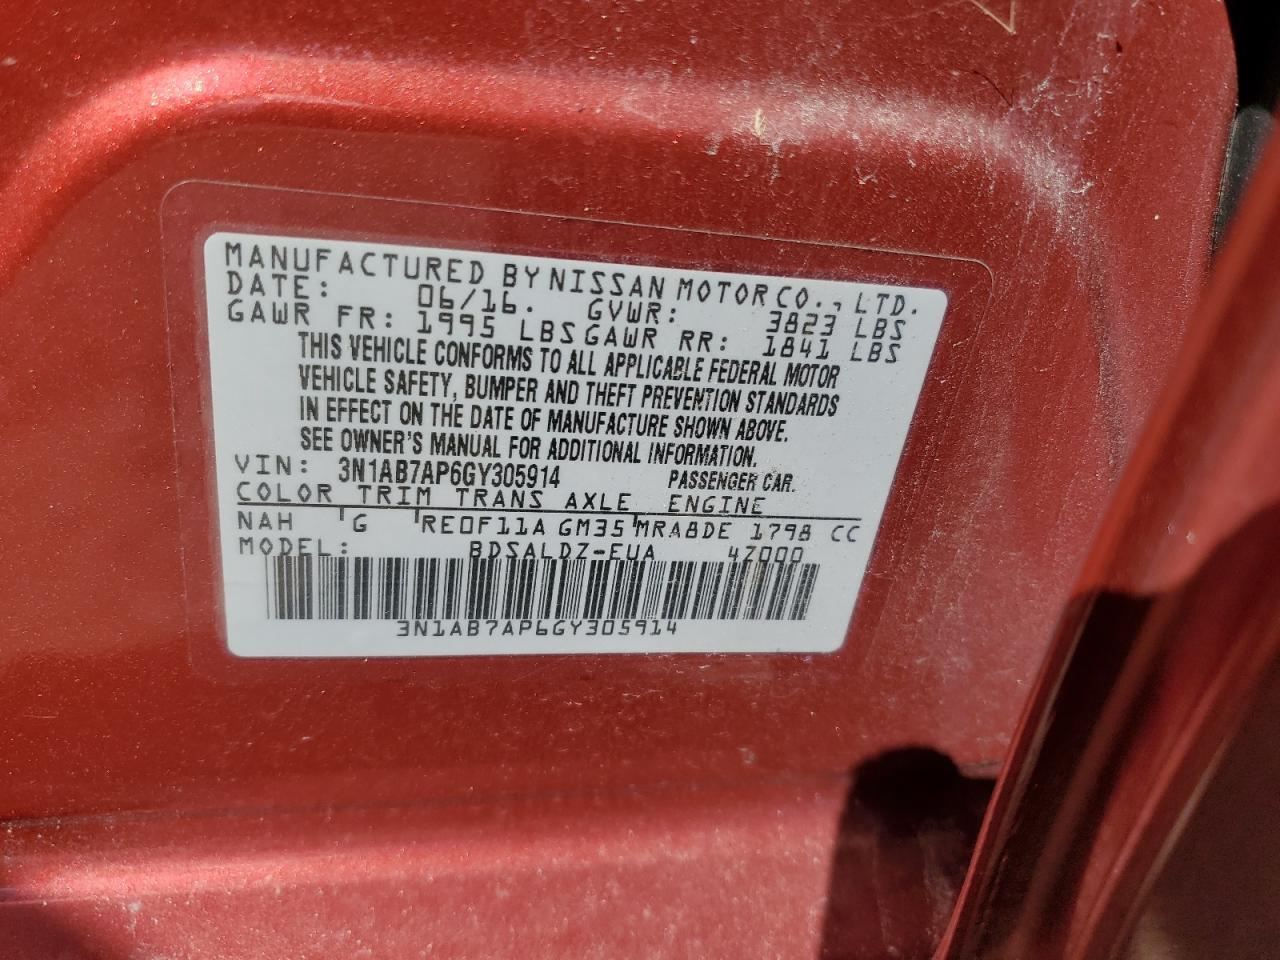 MANUFACTURED BY NISSAN MOTOR CO., LTD.
DATE: 06/16. GVWR: 3823 LBS
GAWR FR: 1995 LBS GAWR RR: 1841 LBS
THIS VEHICLE CONFORMS TO ALL APPLICABLE FEDERAL MOTOR
VEHICLE SAFETY, BUMPER AND THEFT PREVENTION STANDARDS
IN EFFECT ON THE DATE OF MANUFACTURE SHOWN ABOVE.
SEE OWNER'S MANUAL FOR ADDITIONAL INFORMATION.
VIN: 3N1AB7AP6GY305914 PASSENGER CAR.
COLOR TRIM TRANS AXLE ENGINE
NAH G RE0F11A GM35 MRA8DE 1798 CC
MODEL: BDSALDZ-EUA 4Z000
3N1AB7AP6GY305914